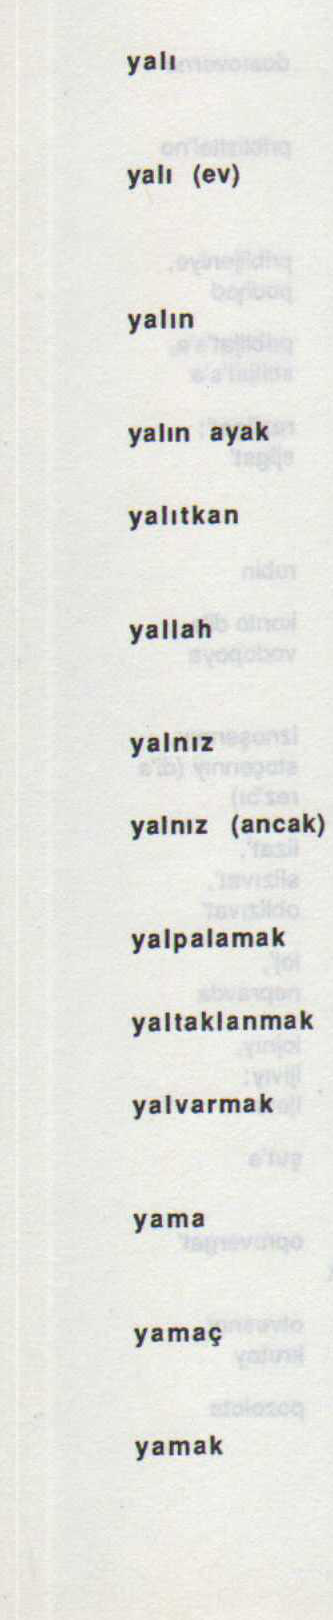 yalı
yalı (ev)
yalın
yalın ayak
yalıtkan
yallah
yalnız
yalnız (ancak)
yalpalamak
yaltaklanmak
yalvarmak
yama
yamaç
yamak